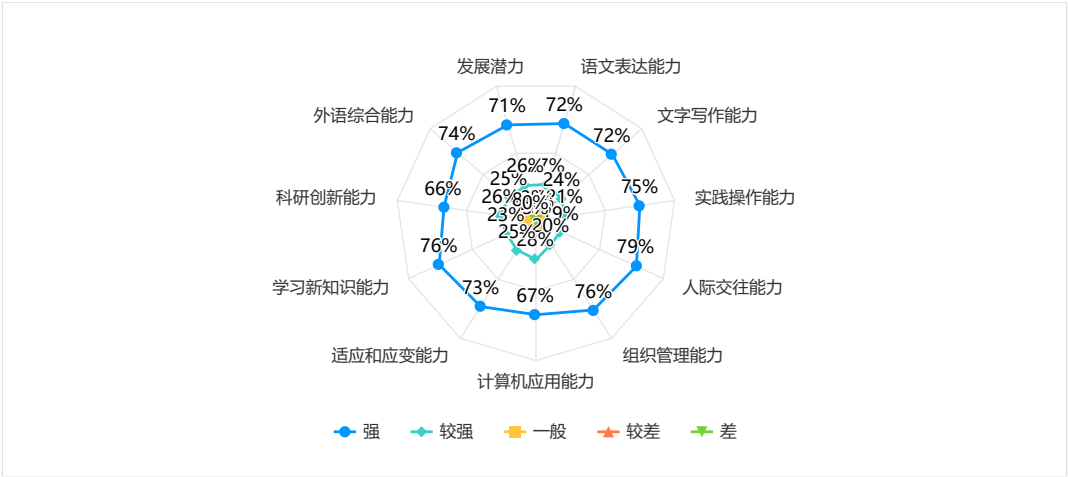 发展潜力
语文表达能力
外语综合能力
文字写作能力
科研创新能力
实践操作能力
学习新知识能力
人际交往能力
适应和应变能力
组织管理能力
计算机应用能力
71%
72%
74%
72%
66%
75%
76%
79%
73%
67%
76%
26%
25%
24%
26%
23%
25%
28%
20%
强
较强
一般
较差
差